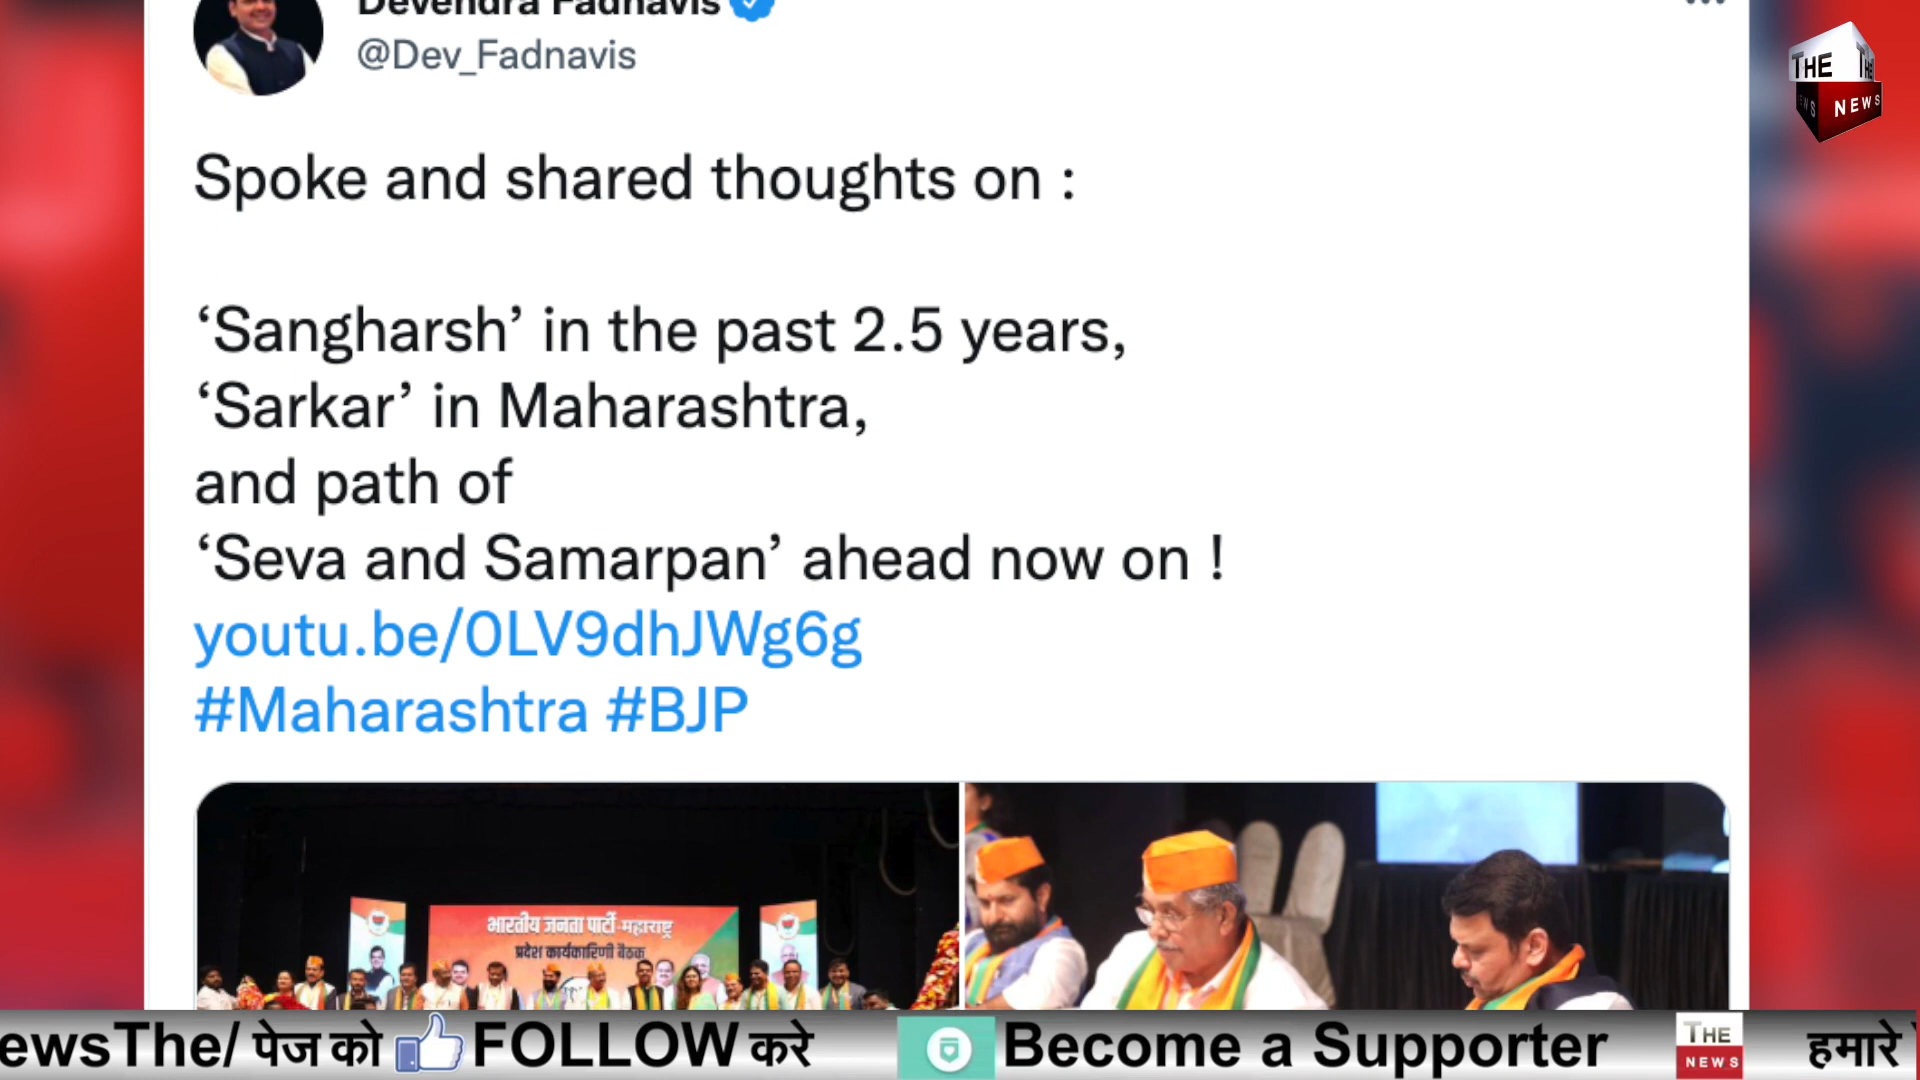 Devendra Fadnavis
@Dev_Fadnavis
THE
NEWS
Spoke and shared thoughts on :
‘Sangharsh’ in the past 2.5 years,
‘Sarkar’ in Maharashtra,
and path of
‘Seva and Samarpan’ ahead now on !
youtu.be/0LV9dhJWg6g
#Maharashtra #BJP
भारतीय जनता पार्टी-महाराष्ट्र
प्रदेश कार्यकारिणी बैठक
ewsThe/ पेज को FOLLOW करे Become a Supporter THE NEWS हमारे